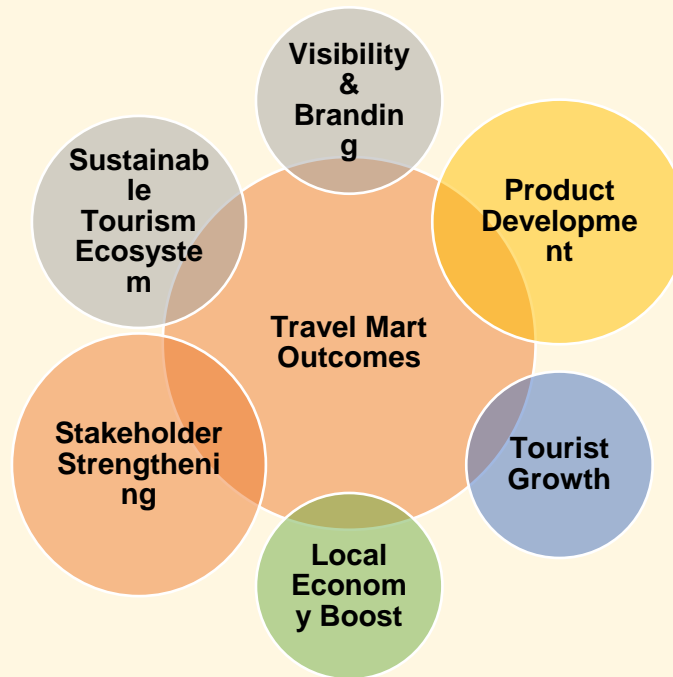 Visibility
&
Brandin
g
Product
Developme
nt
Tourist
Growth
Local
Econom
y Boost
Stakeholder
Strengtheni
ng
Sustainab
le
Tourism
Ecosyste
m
Travel Mart
Outcomes